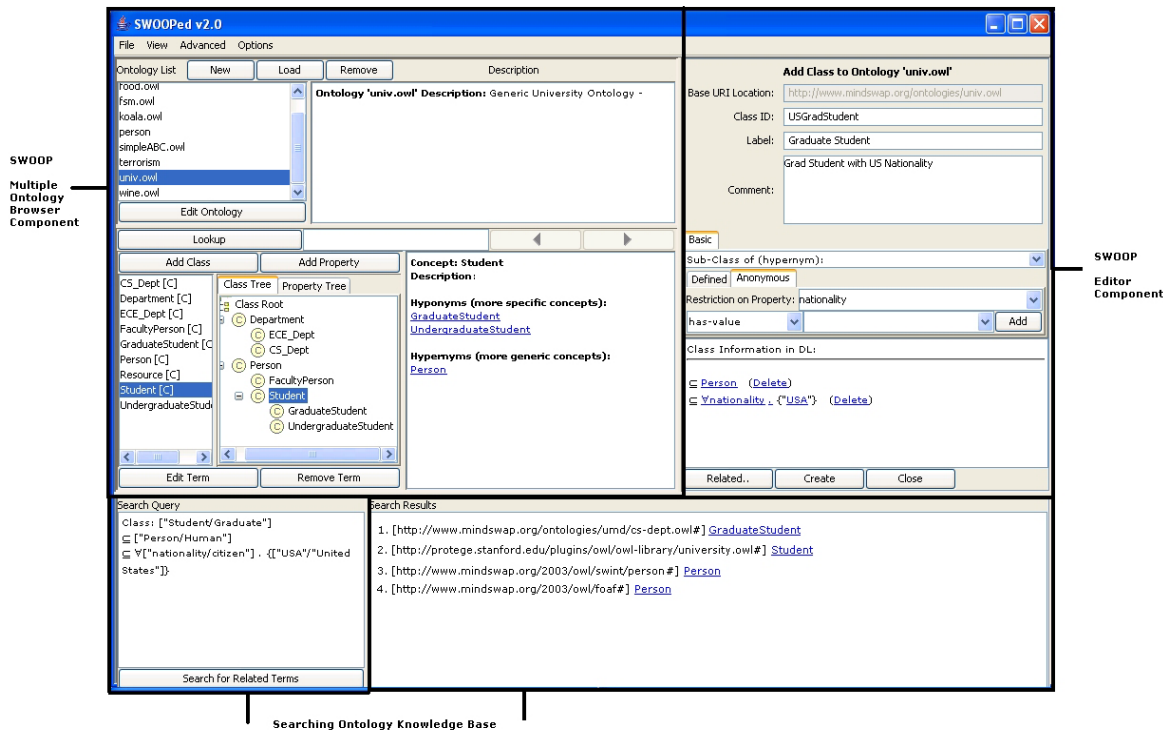 SWOOPed v2.0
File View Advanced Options
Ontology List New Load Remove Description
food.owl
fsm.owl
koala.owl
person
simpleABC.owl
terrorism
univ.owl
wine.owl
Edit Ontology
Ontology 'univ.owl' Description: Generic University Ontology -
Lookup
Add Class Add Property
CS_Dept [C]
Department [C]
ECE_Dept [C]
FacultyPerson [C]
GraduateStudent [C
Person [C]
Resource [C]
Student [C]
UndergraduateStude
Class Tree Property Tree
Class Root
C Department
C ECE_Dept
C CS_Dept
C Person
C FacultyPerson
C Student
C GraduateStudent
C UndergraduateStudent
Edit Term Remove Term
Concept: Student
Description:
Hyponyms (more specific concepts):
GraduateStudent
UndergraduateStudent
Hypernyms (more generic concepts):
Person
Add Class to Ontology 'univ.owl'
Base URI Location: http://www.mindswap.org/ontologies/univ.owl
Class ID: USGradStudent
Label: Graduate Student
Comment: Grad Student with US Nationality
Basic
Sub-Class of (hypernym):
Defined Anonymous
Restriction on Property: nationality
has-value Add
Class Information in DL:
⊆ Person (Delete)
⊆ ∀nationality . {"USA"} (Delete)
Related.. Create Close
Search Query
Class: ["Student/Graduate"]
⊆ ["Person/Human"]
⊆ ∀["nationality/citizen"] . {["USA"/"United
States"]}
Search for Related Terms
Search Results
1. [http://www.mindswap.org/ontologies/umd/cs-dept.owl#] GraduateStudent
2. [http://protege.stanford.edu/plugins/owl/owl-library/university.owl#] Student
3. [http://www.mindswap.org/2003/owl/swint/person#] Person
4. [http://www.mindswap.org/2003/owl/foaf#] Person
SWOOP
Multiple
Ontology
Browser
Component
SWOOP
Editor
Component
Searching Ontology Knowledge Base